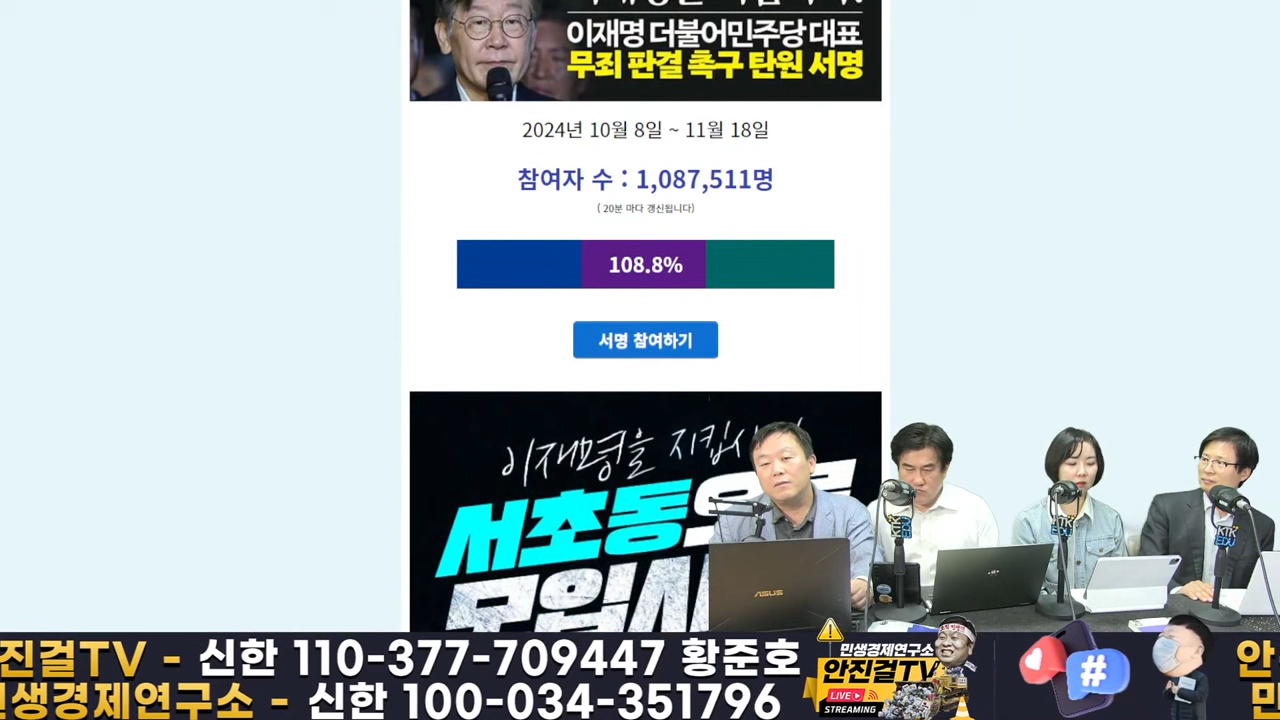 이재명 더불어민주당 대표
무죄 판결 촉구 탄원 서명
2024년 10월 8일 ~ 11월 18일
참여자 수 : 1,087,511명
( 20분 마다 갱신됩니다)
108.8%
서명 참여하기
이재명을
서초동으로
ASUS
KTK
EDU
진걸TV - 신한 110-377-709447 황준호
민생경제연구소 - 신한 100-034-351796
민생경제연구소
안진걸TV
LIVE
STREAMING
#
안
민